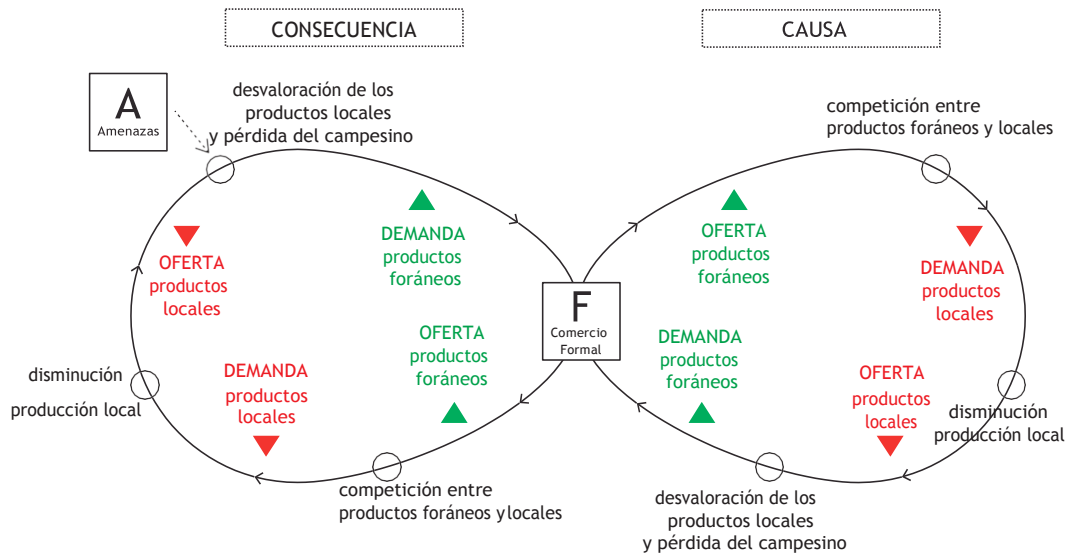 CONSECUENCIA
CAUSA
A
Amenazas
desvaloración de los
productos locales
y pérdida del campesino
competición entre
productos foráneos y locales
OFERTA
productos
locales
DEMANDA
productos
foráneos
OFERTA
productos
foráneos
DEMANDA
productos
locales
F
Comercio
Formal
disminución
producción local
DEMANDA
productos
locales
OFERTA
productos
foráneos
DEMANDA
productos
foráneos
OFERTA
productos
locales
disminución
producción local
competición entre
productos foráneos y locales
desvaloración de los
productos locales
y pérdida del campesino